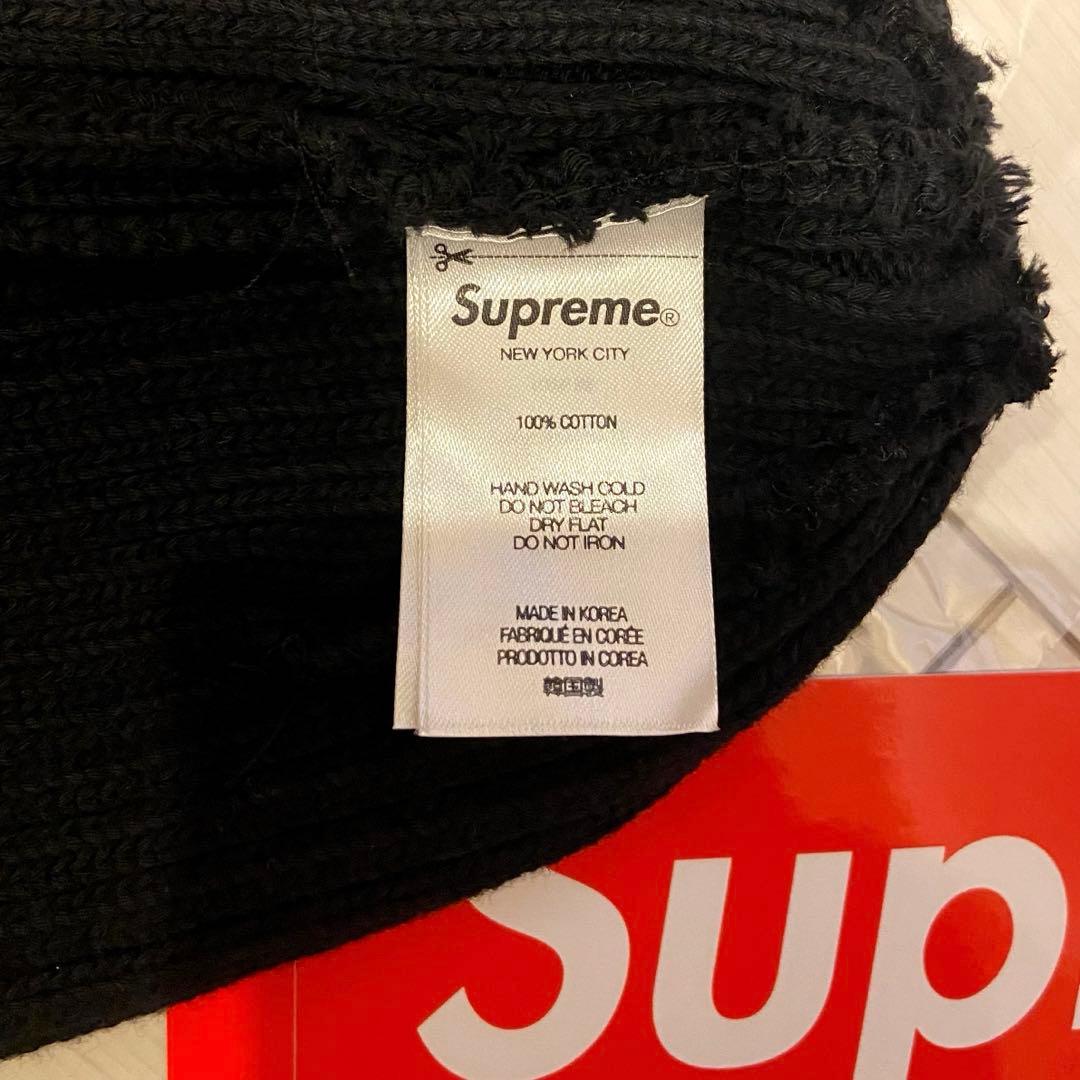 Supreme®
NEW YORK CITY
100% COTTON
HAND WASH COLD
DO NOT BLEACH
DRY FLAT
DO NOT IRON
MADE IN KOREA
FABRIQUÉ EN CORÉE
PRODOTTO IN COREA
韓国製
Sup